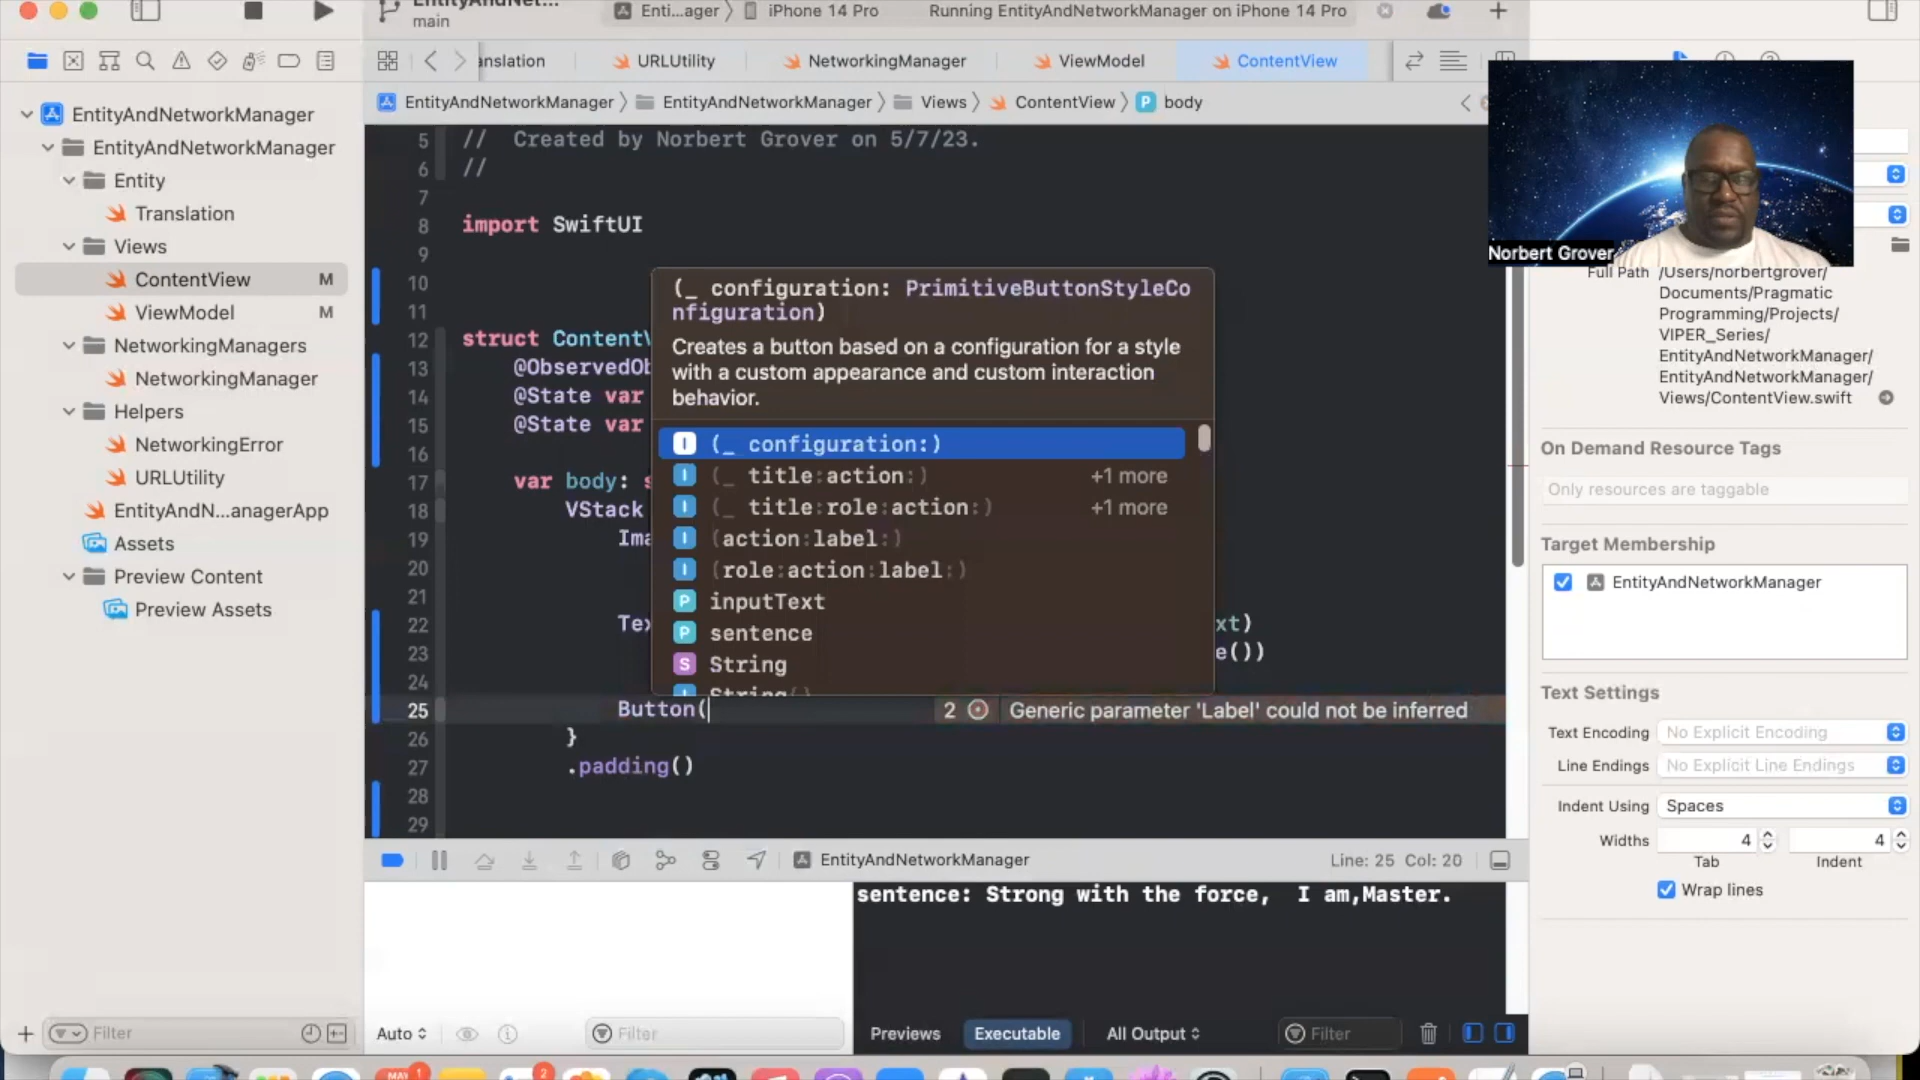 main
Enti...ager
iPhone 14 Pro
Running EntityAndNetworkManager on iPhone 14 Pro
anslation
URLUtility
NetworkingManager
ViewModel
ContentView
EntityAndNetworkManager
EntityAndNetworkManager
Views
ContentView
P body
EntityAndNetworkManager
EntityAndNetworkManager
Entity
Translation
Views
ContentView M
ViewModel M
NetworkingManagers
NetworkingManager
Helpers
NetworkingError
URLUtility
EntityAndN...anagerApp
Assets
Preview Content
Preview Assets
Filter
5 // Created by Norbert Grover on 5/7/23.
6 //
7
8 import SwiftUI
9
10
11
12 struct Content
13 @ObservedOb
14 @State var
15 @State var
16
17 var body: s
18 VStack
19 Ima
20
21
22 Tex xt)
23 e())
24
25 Button( 2 Generic parameter 'Label' could not be inferred
26 }
27 .padding()
28
29
(_ configuration: PrimitiveButtonStyleCo
nfiguration)
Creates a button based on a configuration for a style
with a custom appearance and custom interaction
behavior.
I (_ configuration:)
I (_ title:action:) +1 more
I (_ title:role:action:) +1 more
I (action:label:)
I (role:action:label:)
P inputText
P sentence
S String
String()
EntityAndNetworkManager
Line: 25 Col: 20
sentence: Strong with the force,  I am,Master.
Auto
Filter
Previews
Executable
All Output
Filter
Norbert Grover
Full Path /Users/norbertgrover/
Documents/Pragmatic
Programming/Projects/
VIPER_Series/
EntityAndNetworkManager/
EntityAndNetworkManager/
Views/ContentView.swift
On Demand Resource Tags
Only resources are taggable
Target Membership
EntityAndNetworkManager
Text Settings
Text Encoding No Explicit Encoding
Line Endings No Explicit Line Endings
Indent Using Spaces
Widths 4 4
Tab Indent
Wrap lines
MAY 1
2